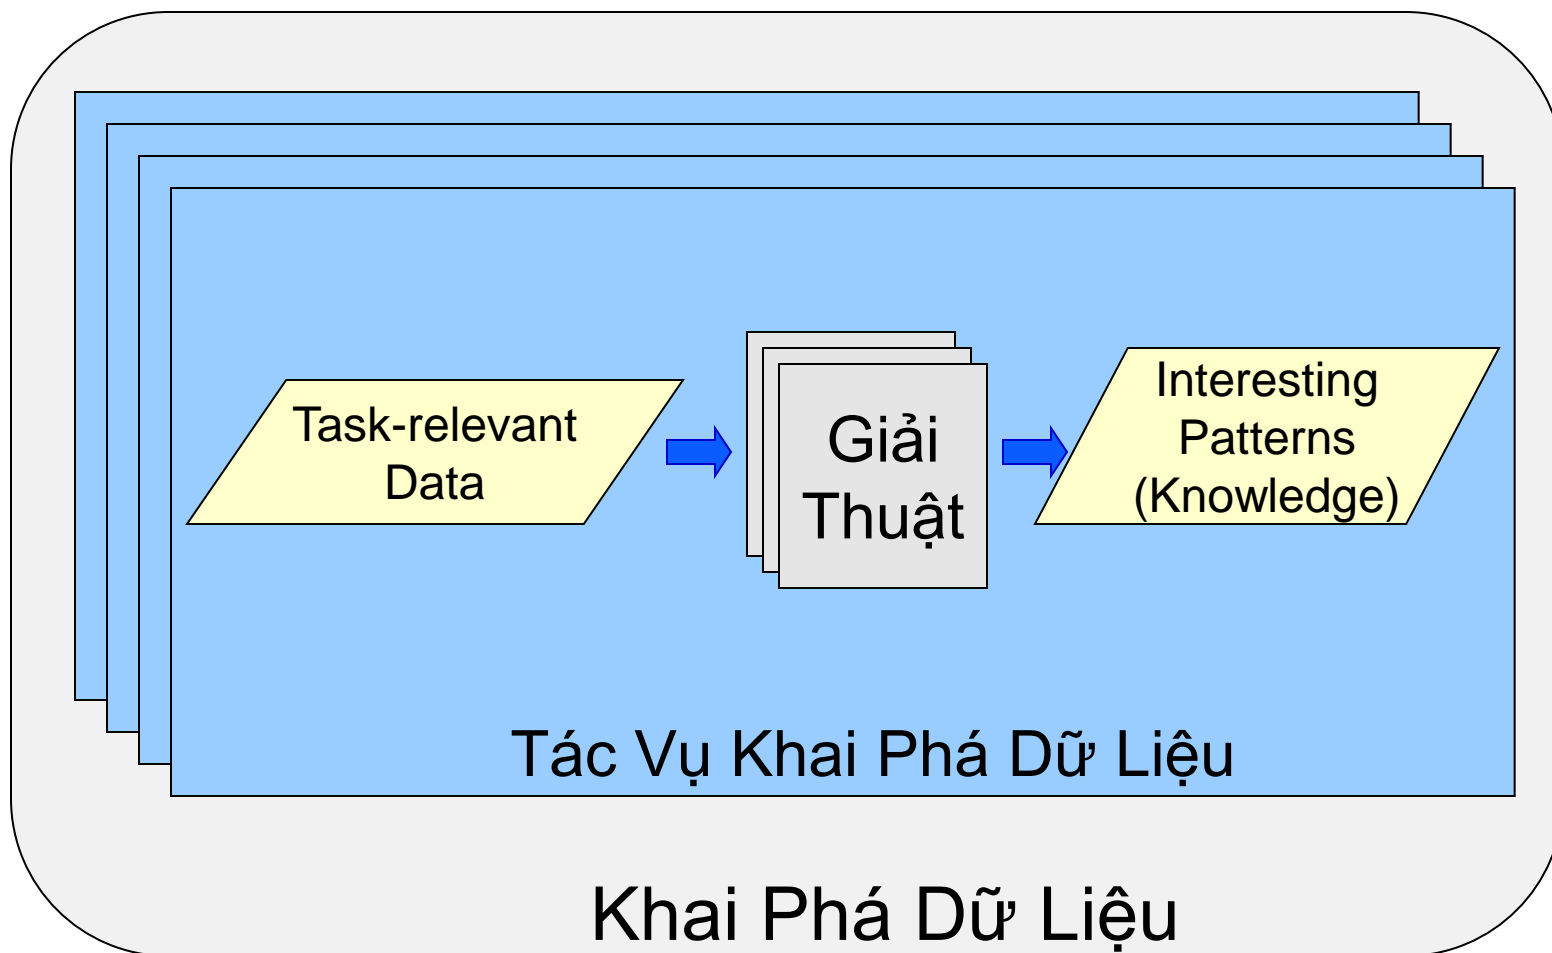 Task-relevant
Data
Giải
Thuật
Interesting
Patterns
(Knowledge)
Tác Vụ Khai Phá Dữ Liệu
Khai Phá Dữ Liệu